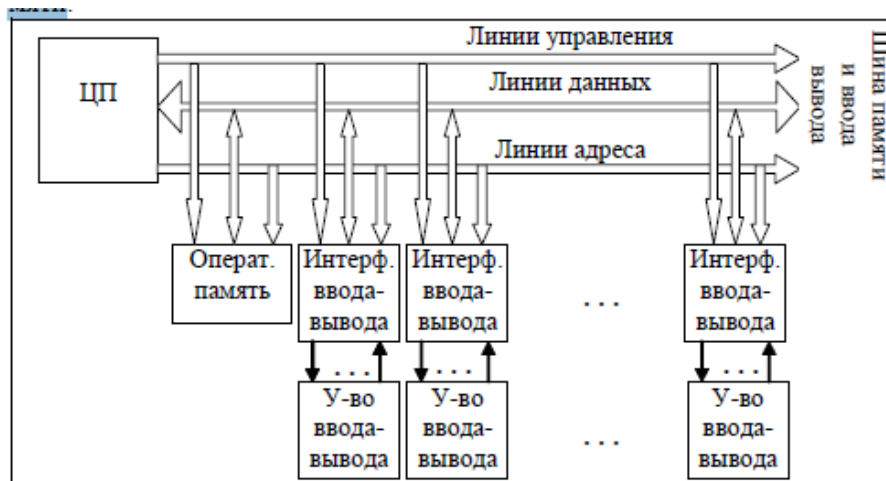 Линии управления
ЦП
Линии данных
Линии адреса
Шина памяти
и ввода
вывода
Операт.
память
Интерф.
ввода-
вывода
Интерф.
ввода-
вывода
. . .
Интерф.
ввода-
вывода
. . .
. . .
. . .
У-во
ввода-
вывода
У-во
ввода-
вывода
. . .
У-во
ввода-
вывода